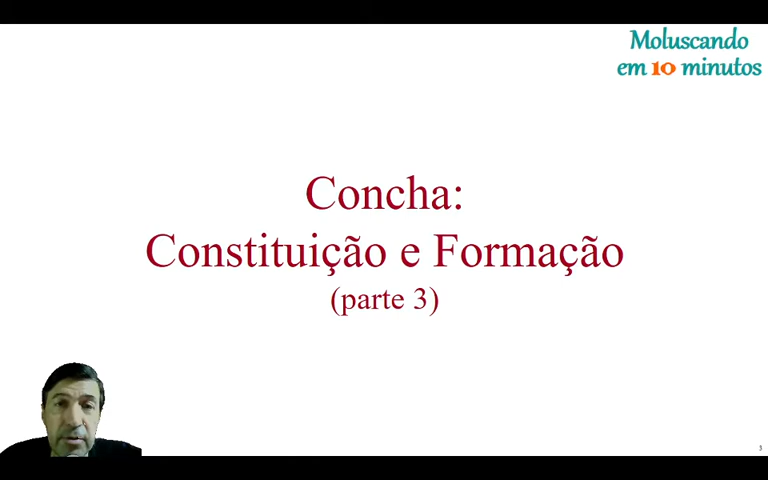 Moluscando
em 10 minutos
Concha:
Constituição e Formação
(parte 3)
3